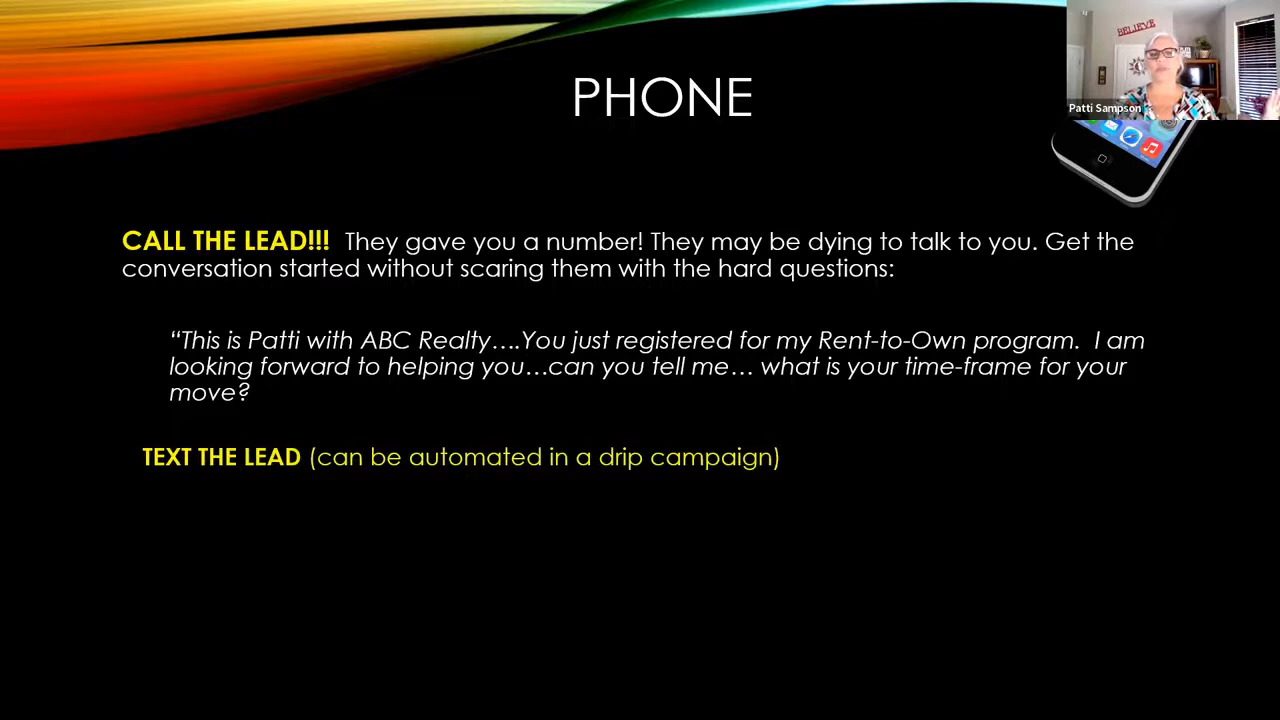 BELIEVE
PHONE
Patti Sampson
CALL THE LEAD!!! They gave you a number! They may be dying to talk to you. Get the
conversation started without scaring them with the hard questions:
“This is Patti with ABC Realty….You just registered for my Rent-to-Own program. I am
looking forward to helping you…can you tell me… what is your time-frame for your
move?
TEXT THE LEAD (can be automated in a drip campaign)